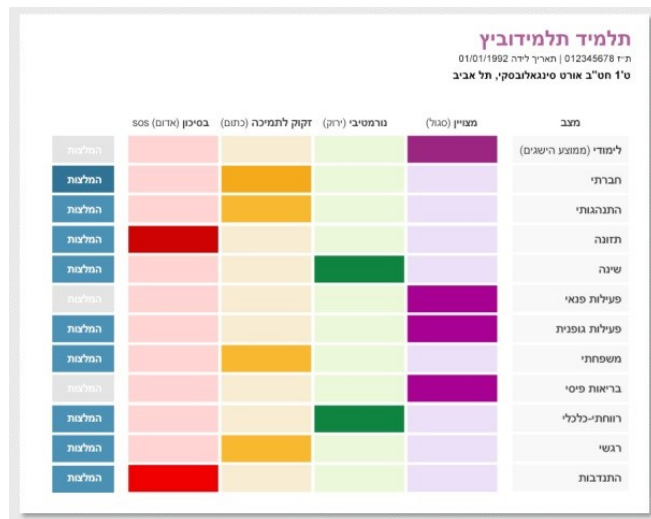 תלמיד תלמידוביץ
ת״ז 012345678 | תאריך לידה 01/01/1992
ט'1 חט"ב אורט סינגאלובסקי, תל אביב
מצב מצויין (סגול) נורמטיבי (ירוק) זקוק לתמיכה (כתום) בסיכון (אדום) sos
לימודי (ממוצע הישגים) המלצות
חברתי המלצות
התנהגותי המלצות
תזונה המלצות
שינה המלצות
פעילות פנאי המלצות
פעילות גופנית המלצות
משפחתי המלצות
בריאות פיסי המלצות
רווחתי-כלכלי המלצות
רגשי המלצות
התנדבות המלצות